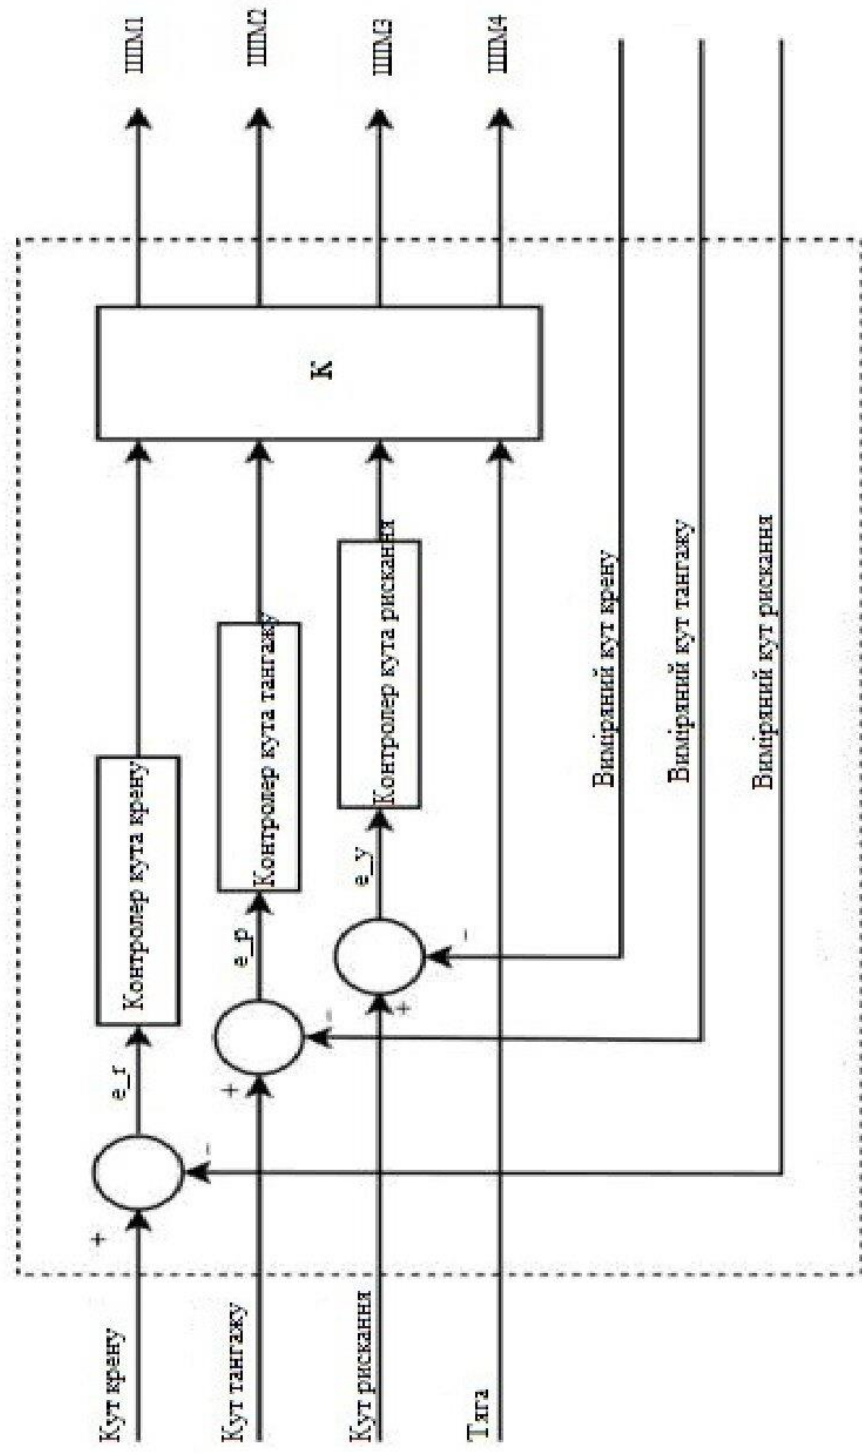 Кут крену
+
-
e_r
Контролер кута крену
ШІМ1
Кут тангажу
+
-
e_p
Контролер кута тангажу
ШІМ2
Кут рискання
+
-
e_y
Контролер кута рискання
К
ШІМ3
Тяга
ШІМ4
Виміряний кут крену
Виміряний кут тангажу
Виміряний кут рискання